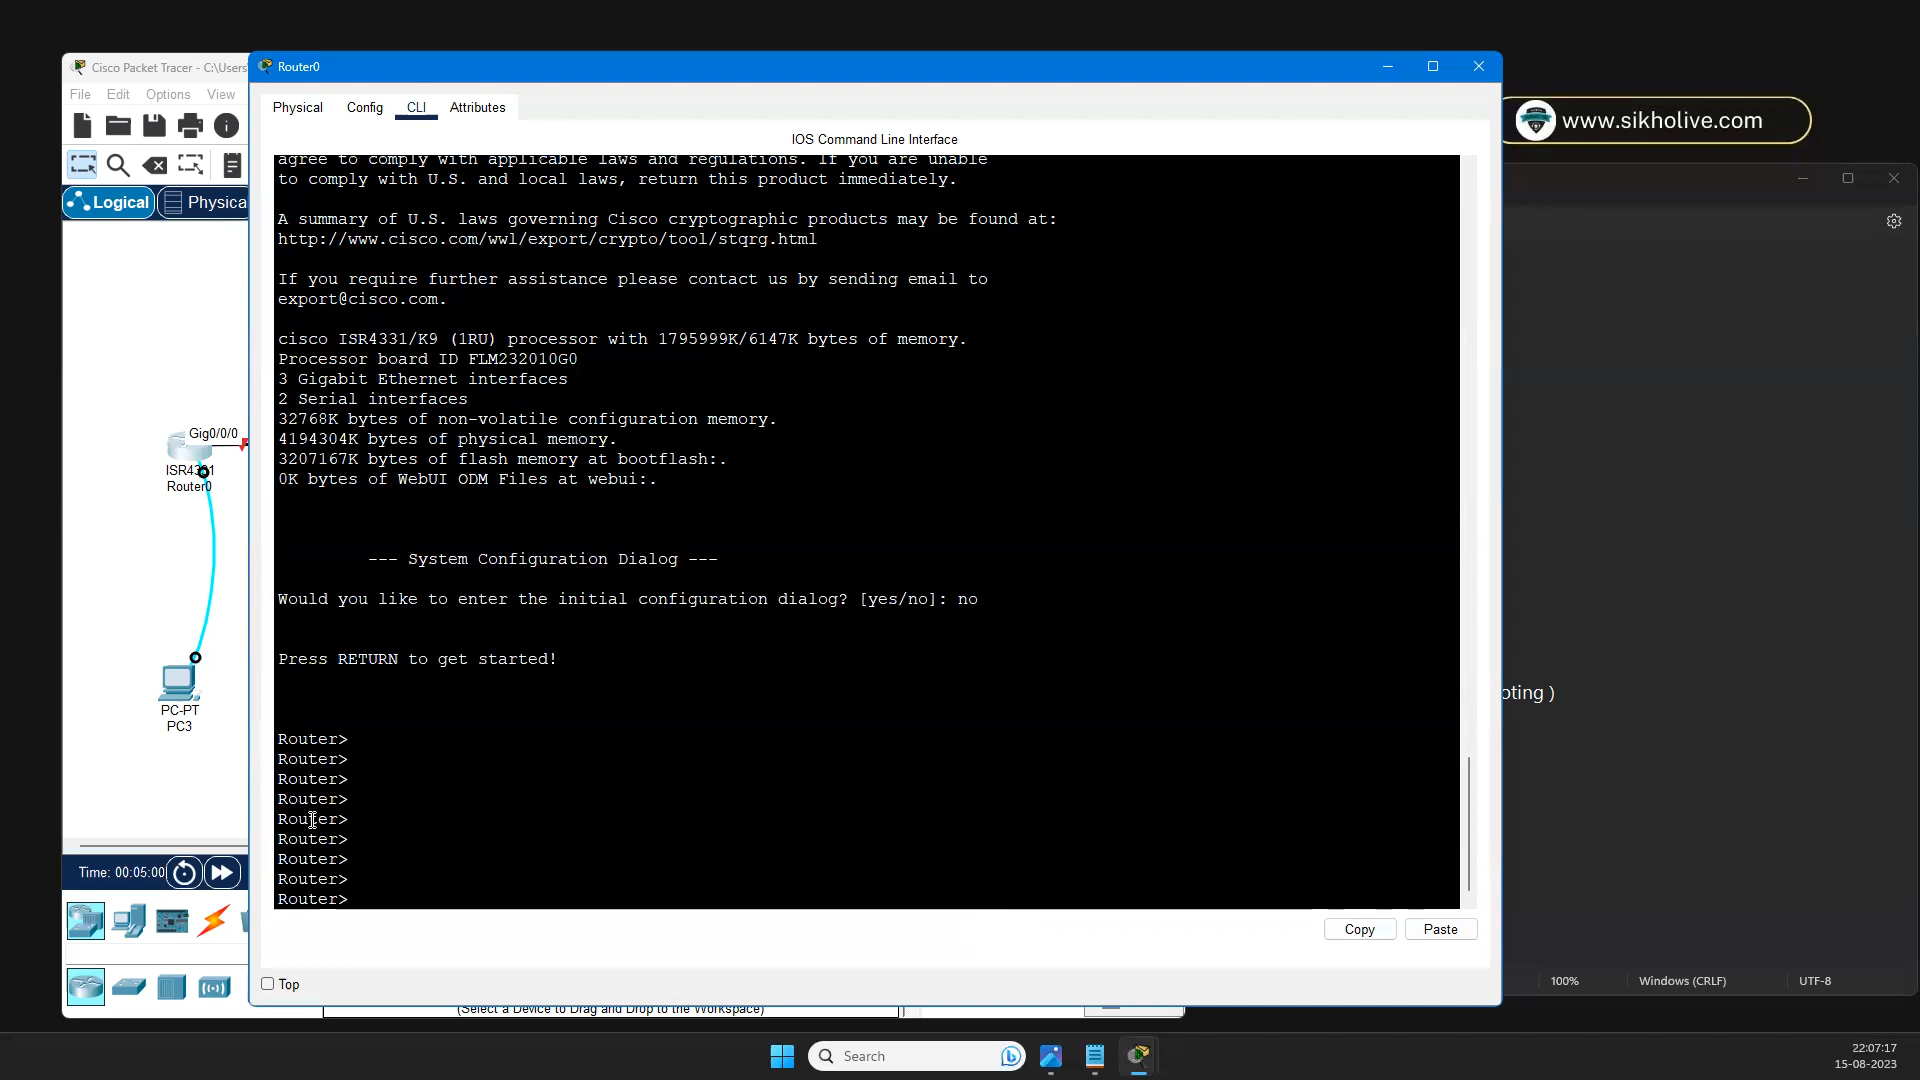 Cisco Packet Tracer - C:\Users
File Edit Options View
Logical
Physica
Gig0/0/0
ISR4331
Router0
PC-PT
PC3
Time: 00:05:00
Router0
Physical Config CLI Attributes
IOS Command Line Interface
agree to comply with applicable laws and regulations. If you are unable
to comply with U.S. and local laws, return this product immediately.
A summary of U.S. laws governing Cisco cryptographic products may be found at:
http://www.cisco.com/wwl/export/crypto/tool/stqrg.html
If you require further assistance please contact us by sending email to
export@cisco.com.
cisco ISR4331/K9 (1RU) processor with 1795999K/6147K bytes of memory.
Processor board ID FLM232010G0
3 Gigabit Ethernet interfaces
2 Serial interfaces
32768K bytes of non-volatile configuration memory.
4194304K bytes of physical memory.
3207167K bytes of flash memory at bootflash:.
0K bytes of WebUI ODM Files at webui:.
--- System Configuration Dialog ---
Would you like to enter the initial configuration dialog? [yes/no]: no
Press RETURN to get started!
Router>
Router>
Router>
Router>
Router>
Router>
Router>
Router>
Router>
Copy Paste
Top
(Select a Device to Drag and Drop to the Workspace)
www.sikholive.com
oting )
100% Windows (CRLF) UTF-8
Search
22:07:17
15-08-2023